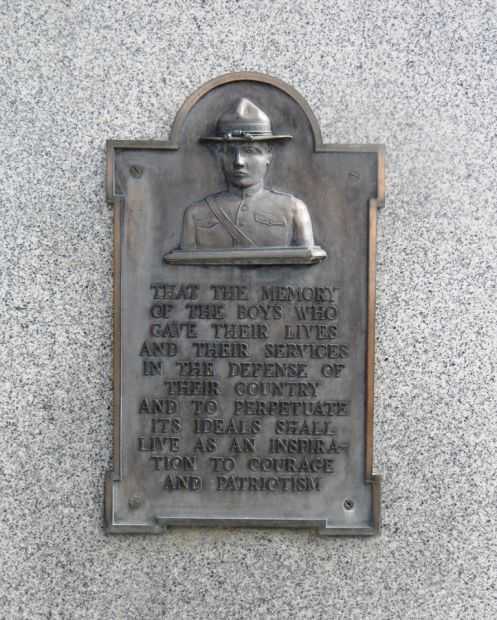 THAT THE MEMORY
OF THE BOYS WHO
GAVE THEIR LIVES
AND THEIR SERVICES
IN THE DEFENSE OF
THEIR COUNTRY
AND TO PERPETUATE
ITS IDEALS SHALL
LIVE AS AN INSPIRA-
TION TO COURAGE
AND PATRIOTISM